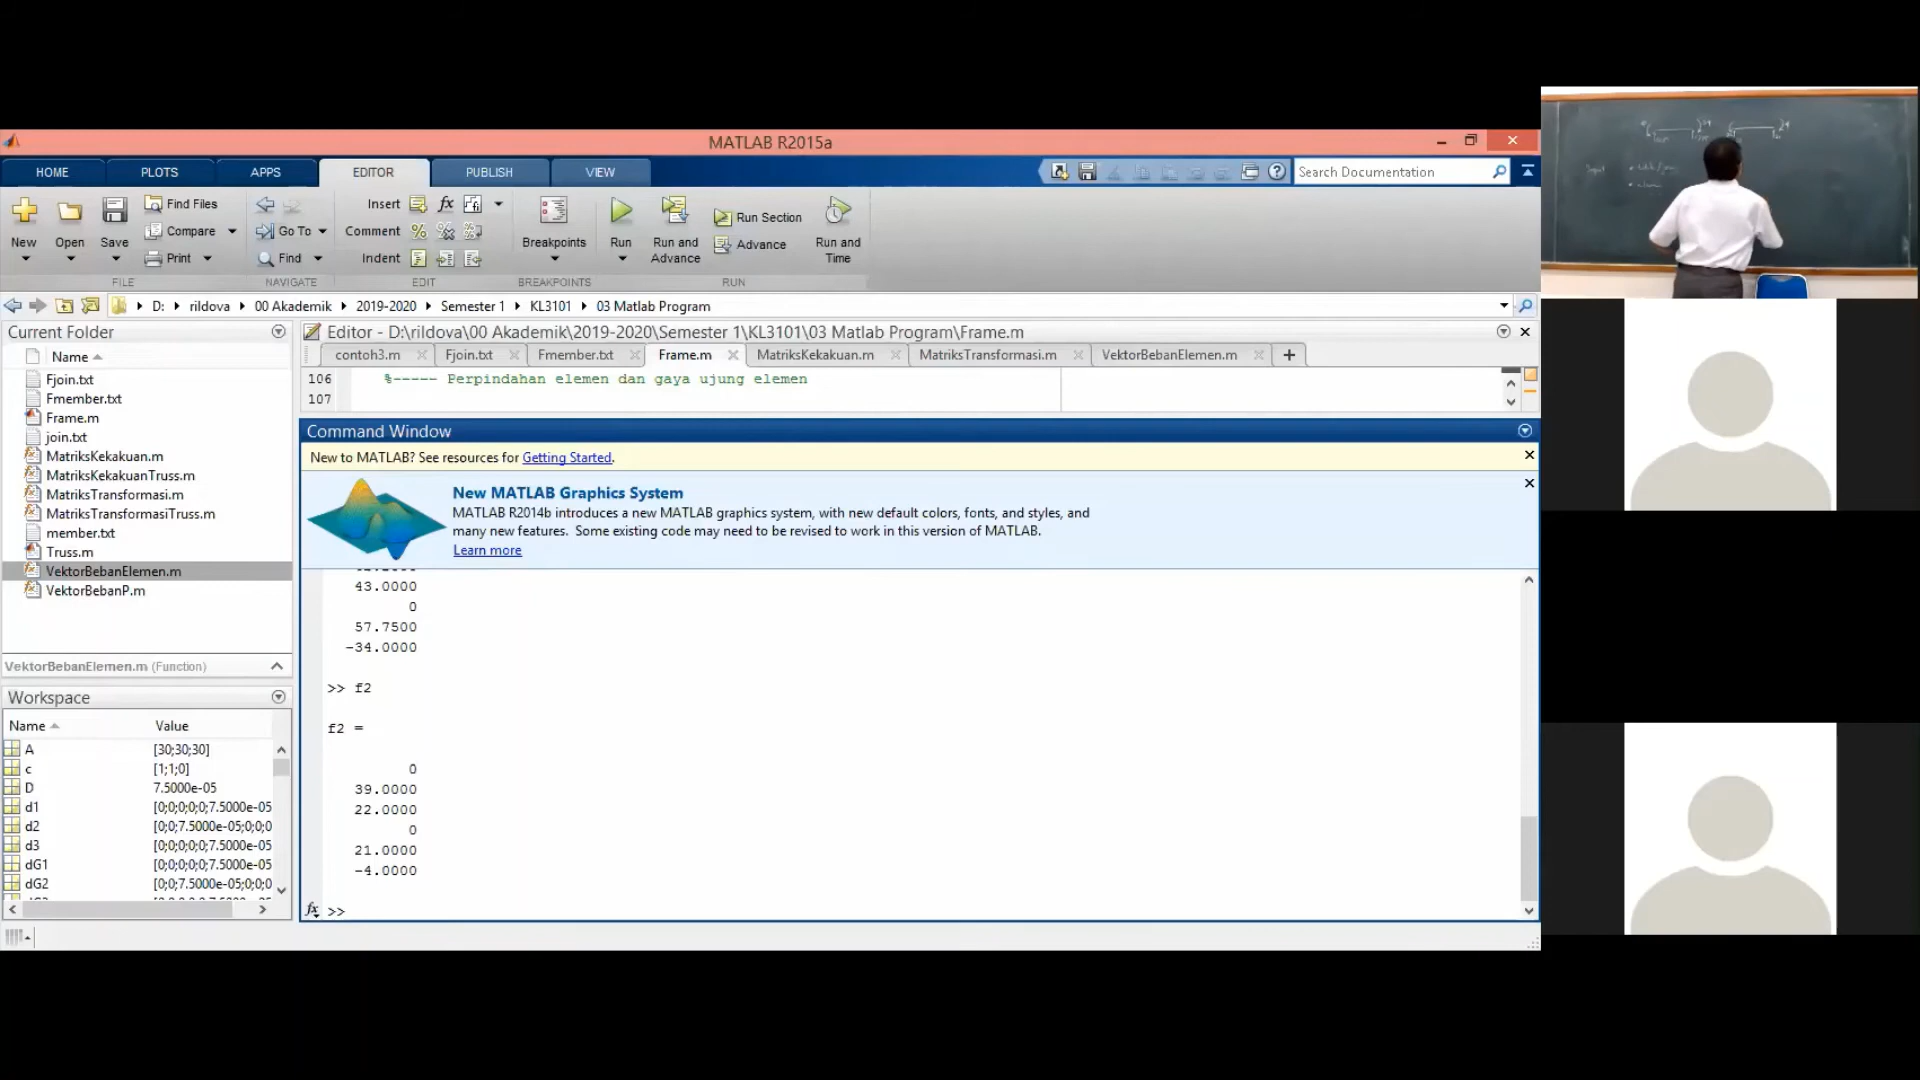 MATLAB R2015a
HOME PLOTS APPS EDITOR PUBLISH VIEW
Search Documentation
New Open Save
Find Files
Compare
Print
Go To
Find
Insert fx
Comment
Indent
Breakpoints
Run
Run and Advance
Run Section
Advance
Run and Time
FILE NAVIGATE EDIT BREAKPOINTS RUN
D: rildova 00 Akademik 2019-2020 Semester 1 KL3101 03 Matlab Program
Current Folder
Name
Fjoin.txt
Fmember.txt
Frame.m
join.txt
MatriksKekakuan.m
MatriksKekakuanTruss.m
MatriksTransformasi.m
MatriksTransformasiTruss.m
member.txt
Truss.m
VektorBebanElemen.m
VektorBebanP.m
VektorBebanElemen.m (Function)
Workspace
Name Value
A [30;30;30]
c [1;1;0]
D 7.5000e-05
d1 [0;0;0;0;0;7.5000e-05
d2 [0;0;7.5000e-05;0;0;0
d3 [0;0;0;0;0;7.5000e-05
dG1 [0;0;0;0;0;7.5000e-05
dG2 [0;0;7.5000e-05;0;0;0
Editor - D:\rildova\00 Akademik\2019-2020\Semester 1\KL3101\03 Matlab Program\Frame.m
contoh3.m Fjoin.txt Fmember.txt Frame.m MatriksKekakuan.m MatriksTransformasi.m VektorBebanElemen.m
106 %----- Perpindahan elemen dan gaya ujung elemen
107
Command Window
New to MATLAB? See resources for Getting Started.
New MATLAB Graphics System
MATLAB R2014b introduces a new MATLAB graphics system, with new default colors, fonts, and styles, and
many new features. Some existing code may need to be revised to work in this version of MATLAB.
Learn more
43.0000
0
57.7500
-34.0000
>> f2
f2 =
0
39.0000
22.0000
0
21.0000
-4.0000
fx >>